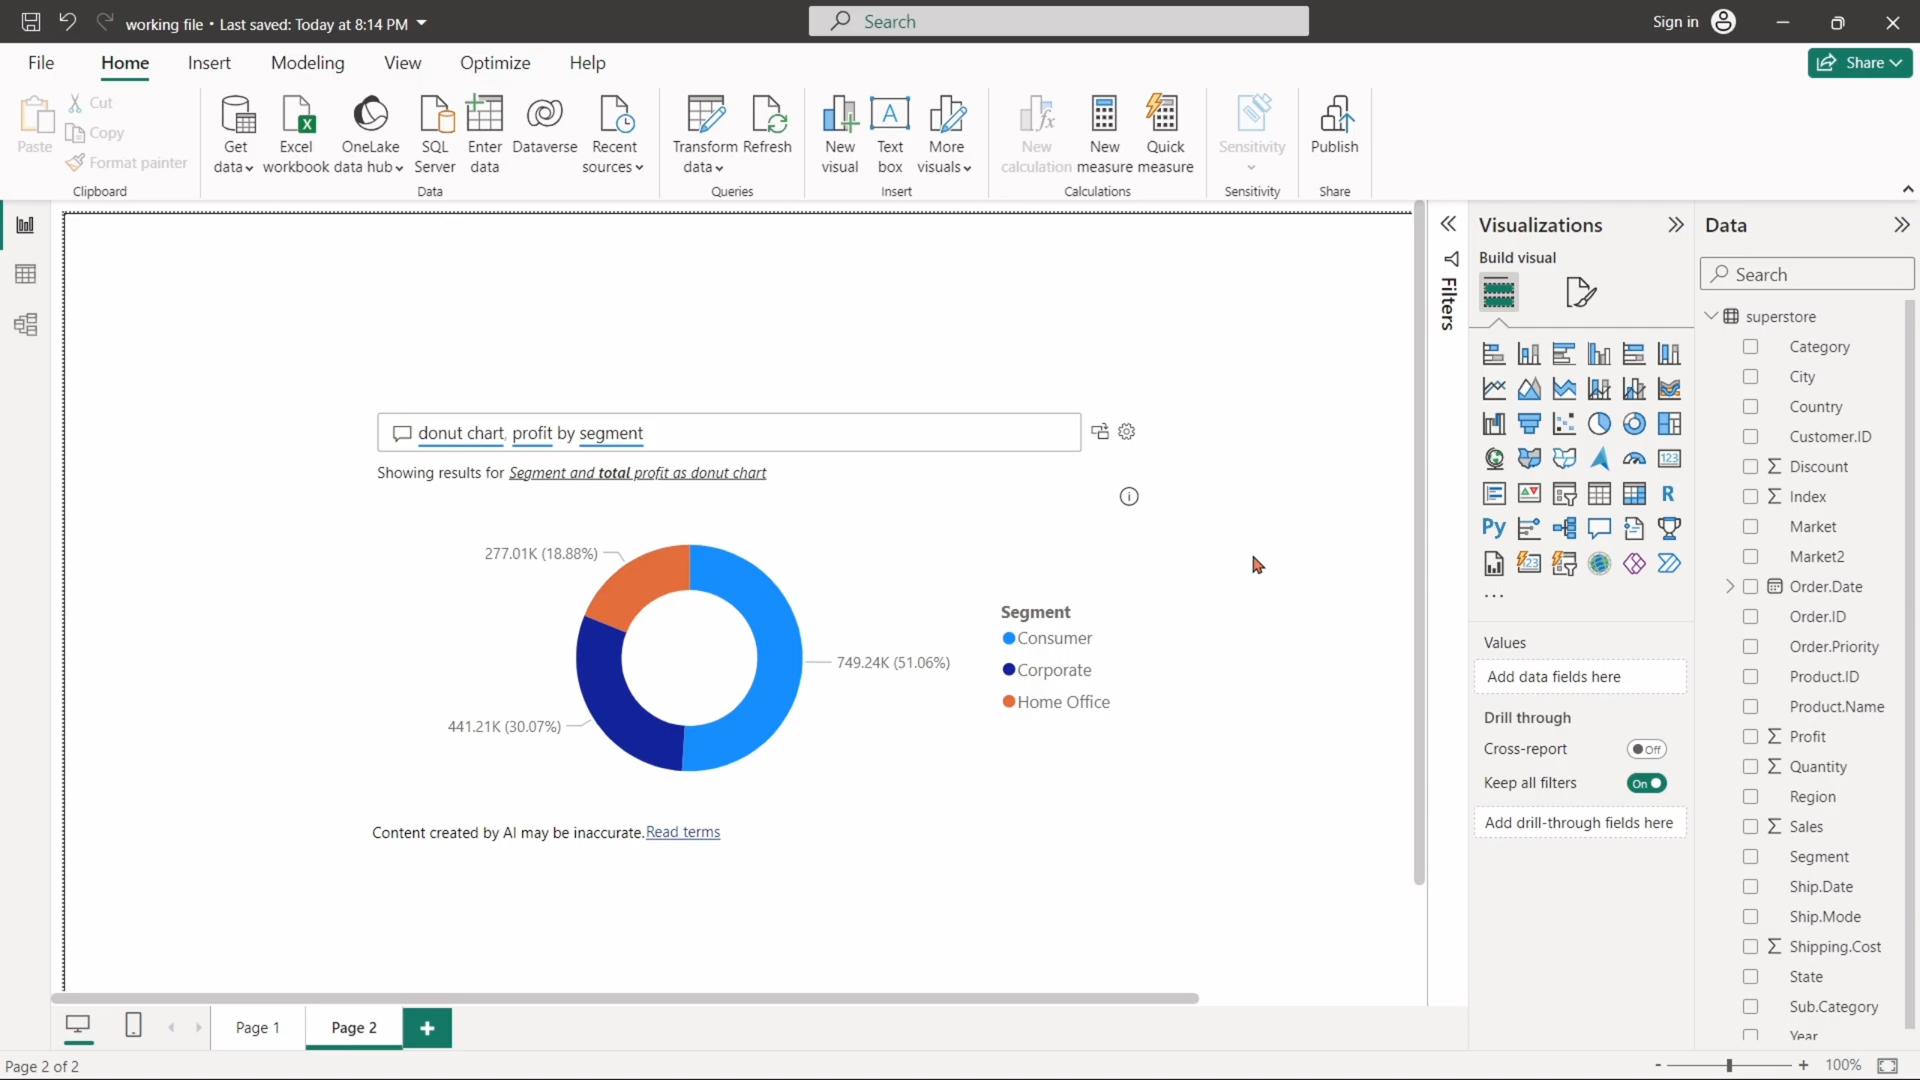 working file • Last saved: Today at 8:14 PM
Search
Sign in
File
Home
Insert
Modeling
View
Optimize
Help
Share
Paste
Cut
Copy
Format painter
Clipboard
Get data
Excel workbook
OneLake data hub
SQL Server
Enter data
Dataverse
Recent sources
Data
Transform data
Refresh
Queries
New visual
Text box
More visuals
Insert
New calculation
New measure
Quick measure
Calculations
Sensitivity
Sensitivity
Publish
Share
donut chart, profit by segment
Showing results for Segment and total profit as donut chart
277.01K (18.88%)
749.24K (51.06%)
441.21K (30.07%)
Segment
Consumer
Corporate
Home Office
Content created by AI may be inaccurate. Read terms
Filters
Visualizations
Build visual
123
R
Py
123
Values
Add data fields here
Drill through
Cross-report
Off
Keep all filters
On
Add drill-through fields here
Data
Search
superstore
Category
City
Country
Customer.ID
Discount
Index
Market
Market2
Order.Date
Order.ID
Order.Priority
Product.ID
Product.Name
Profit
Quantity
Region
Sales
Segment
Ship.Date
Ship.Mode
Shipping.Cost
State
Sub.Category
Year
Page 1
Page 2
Page 2 of 2
100%